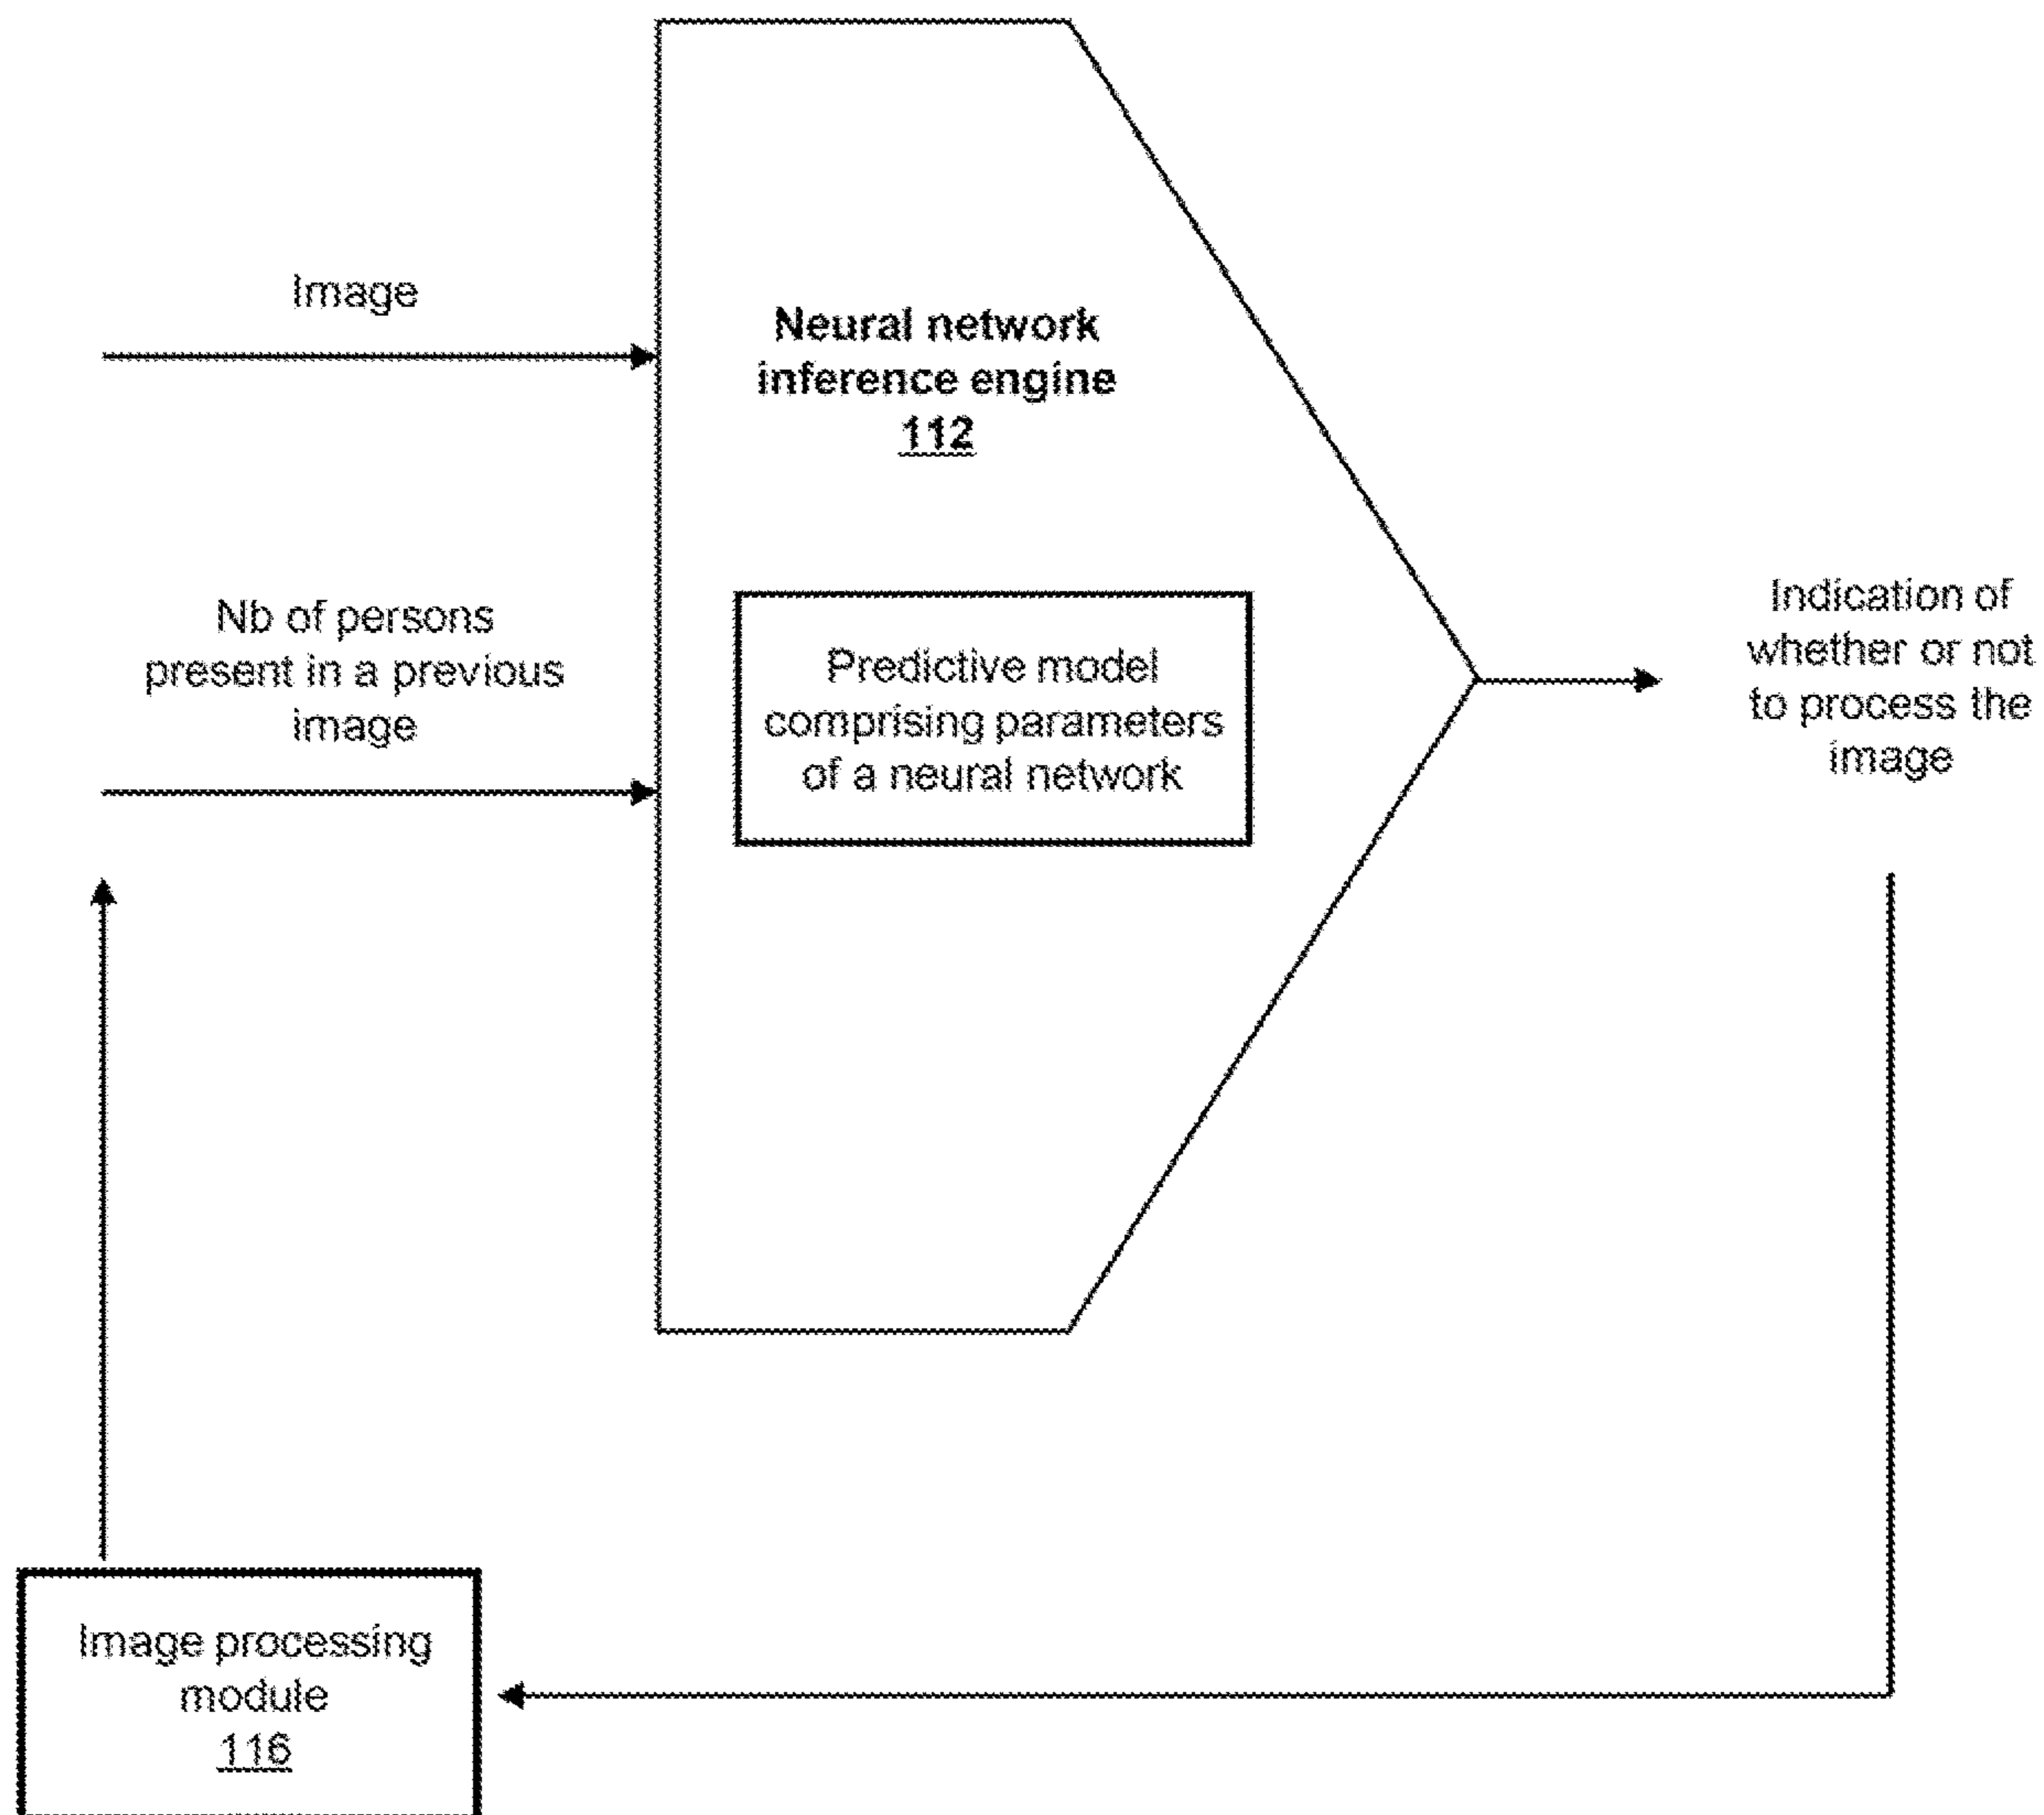 Image
Neural network
inference engine
112
Nb of persons
present in a previous
image
Predictive model
comprising parameters
of a neural network
Indication of
whether or not
to process the
image
Image processing
module
116